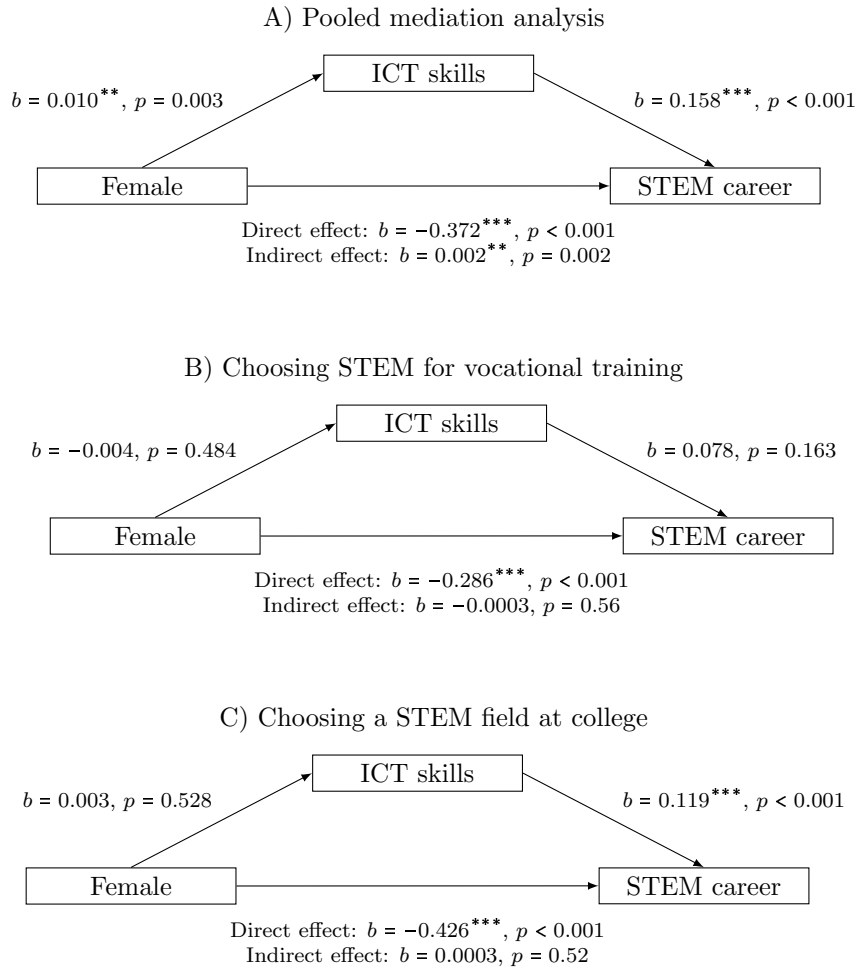 A) Pooled mediation analysis
ICT skills
b = 0.010**, p = 0.003
b = 0.158***, p < 0.001
Female
STEM career
Direct effect: b = −0.372***, p < 0.001
Indirect effect: b = 0.002**, p = 0.002
B) Choosing STEM for vocational training
ICT skills
b = −0.004, p = 0.484
b = 0.078, p = 0.163
Female
STEM career
Direct effect: b = −0.286***, p < 0.001
Indirect effect: b = −0.0003, p = 0.56
C) Choosing a STEM field at college
ICT skills
b = 0.003, p = 0.528
b = 0.119***, p < 0.001
Female
STEM career
Direct effect: b = −0.426***, p < 0.001
Indirect effect: b = 0.0003, p = 0.52